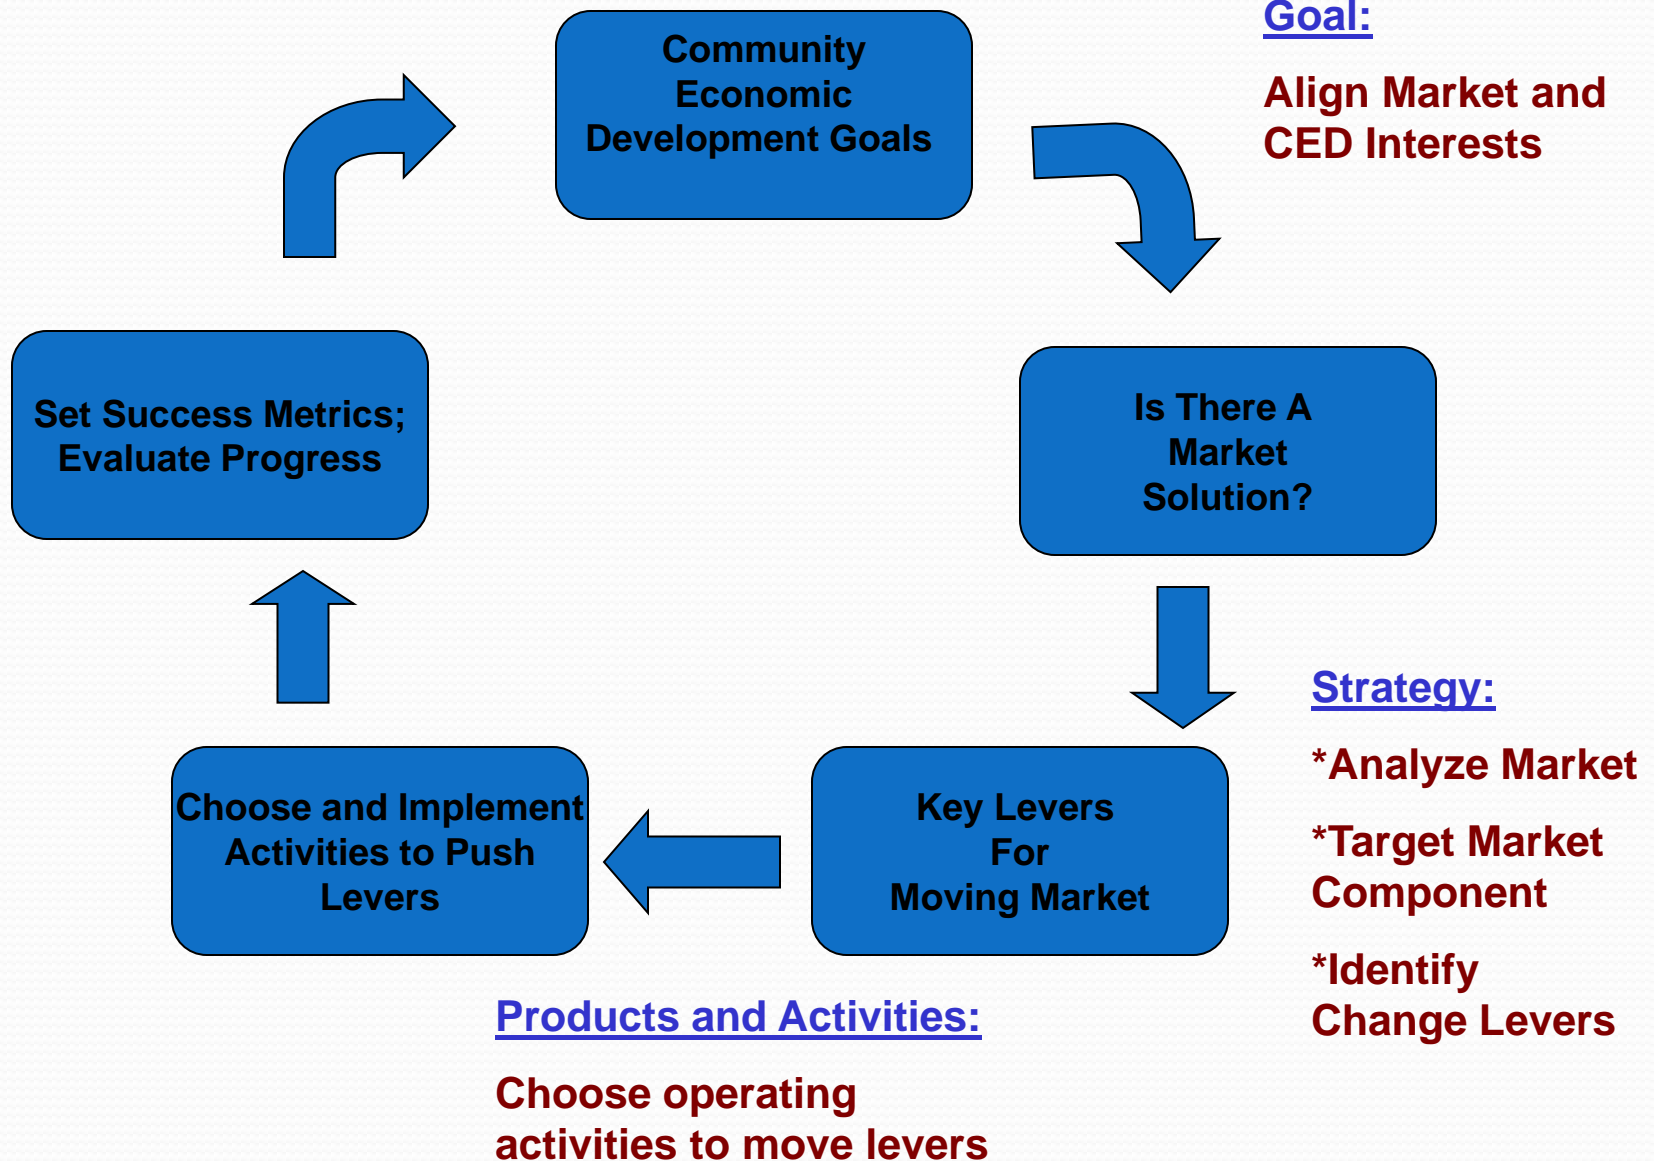 Community
Economic
Development Goals
Goal:
Align Market and
CED Interests
Set Success Metrics;
Evaluate Progress
Is There A
Market
Solution?
Strategy:
*Analyze Market
*Target Market
Component
*Identify
Change Levers
Choose and Implement
Activities to Push
Levers
Key Levers
For
Moving Market
Products and Activities:
Choose operating
activities to move levers